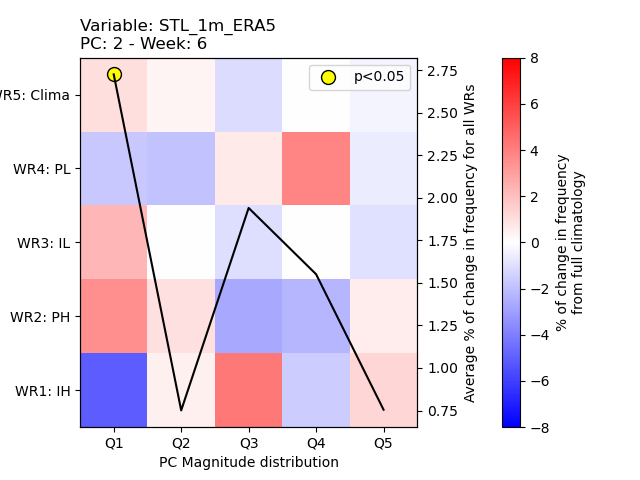 Variable: STL_1m_ERA5
PC: 2 - Week: 6
p<0.05
WR5: Clima
WR4: PL
WR3: IL
WR2: PH
WR1: IH
Q1 Q2 Q3 Q4 Q5
PC Magnitude distribution
2.75
2.50
2.25
2.00
1.75
1.50
1.25
1.00
0.75
Average % of change in frequency for all WRs
8
6
4
2
0
−2
−4
−6
−8
% of change in frequency
from full climatology